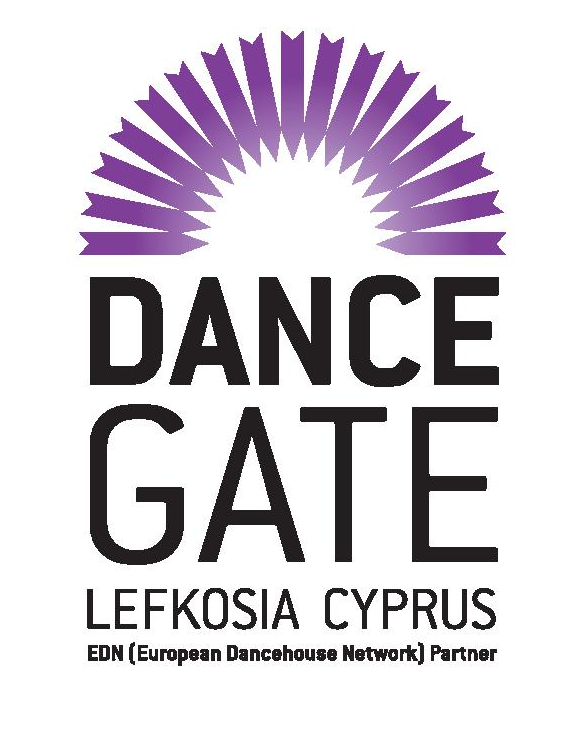 DANCE
GATE
LEFKOSIA CYPRUS
EDN (European Dancehouse Network) Partner